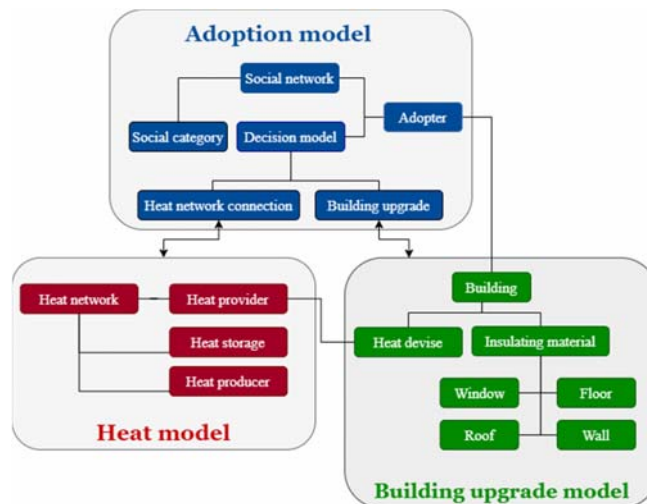 Adoption model
Social network
Adopter
Social category
Decision model
Heat network connection
Building upgrade
Heat network
Heat provider
Heat storage
Heat producer
Heat model
Building
Heat devise
Insulating material
Window
Floor
Roof
Wall
Building upgrade model